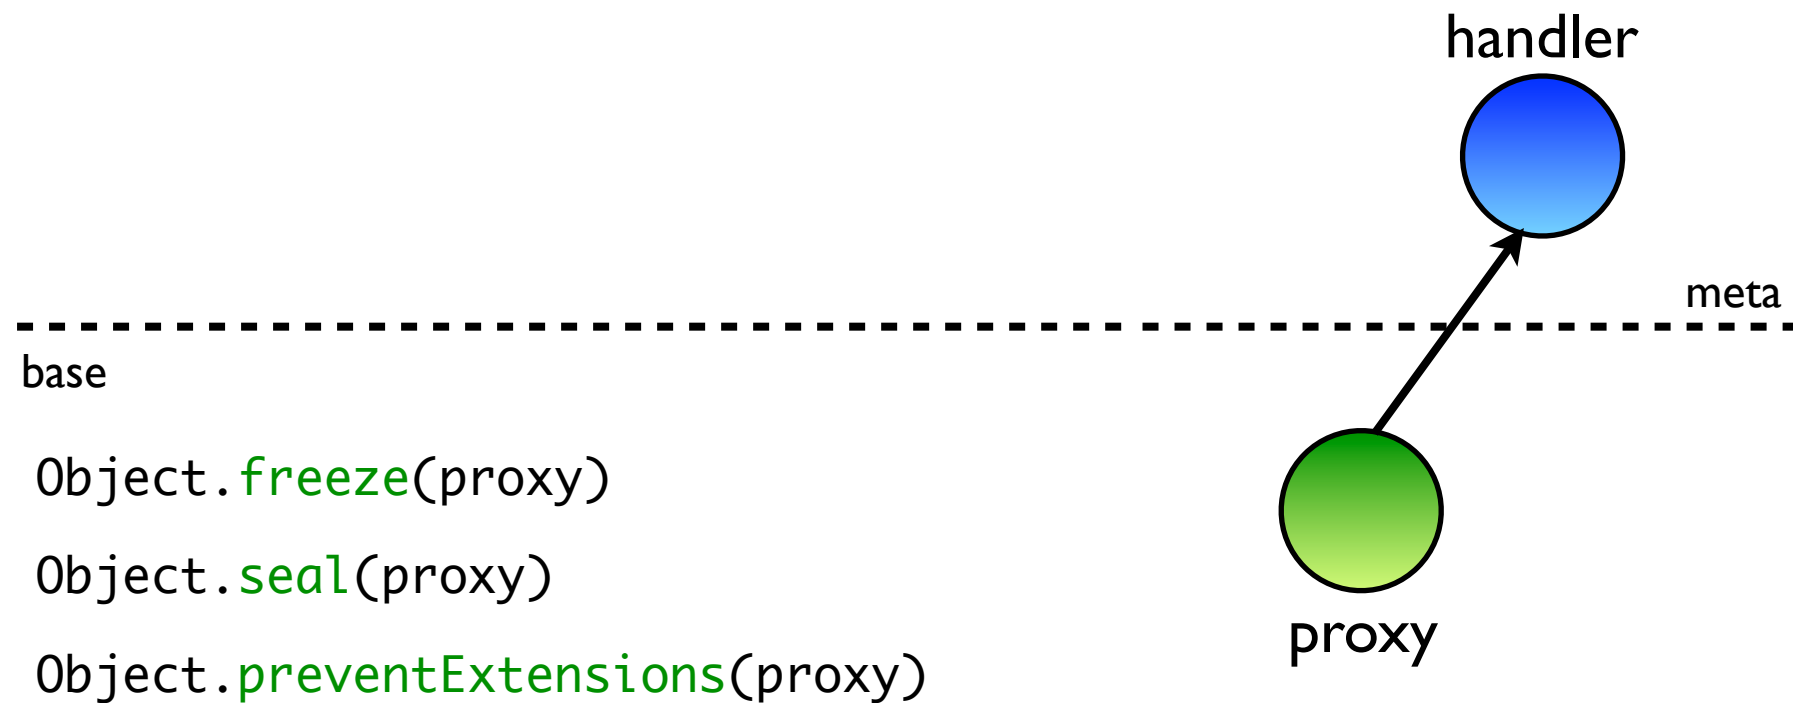 handler
meta
base
Object.freeze(proxy)
Object.seal(proxy)
proxy
Object.preventExtensions(proxy)